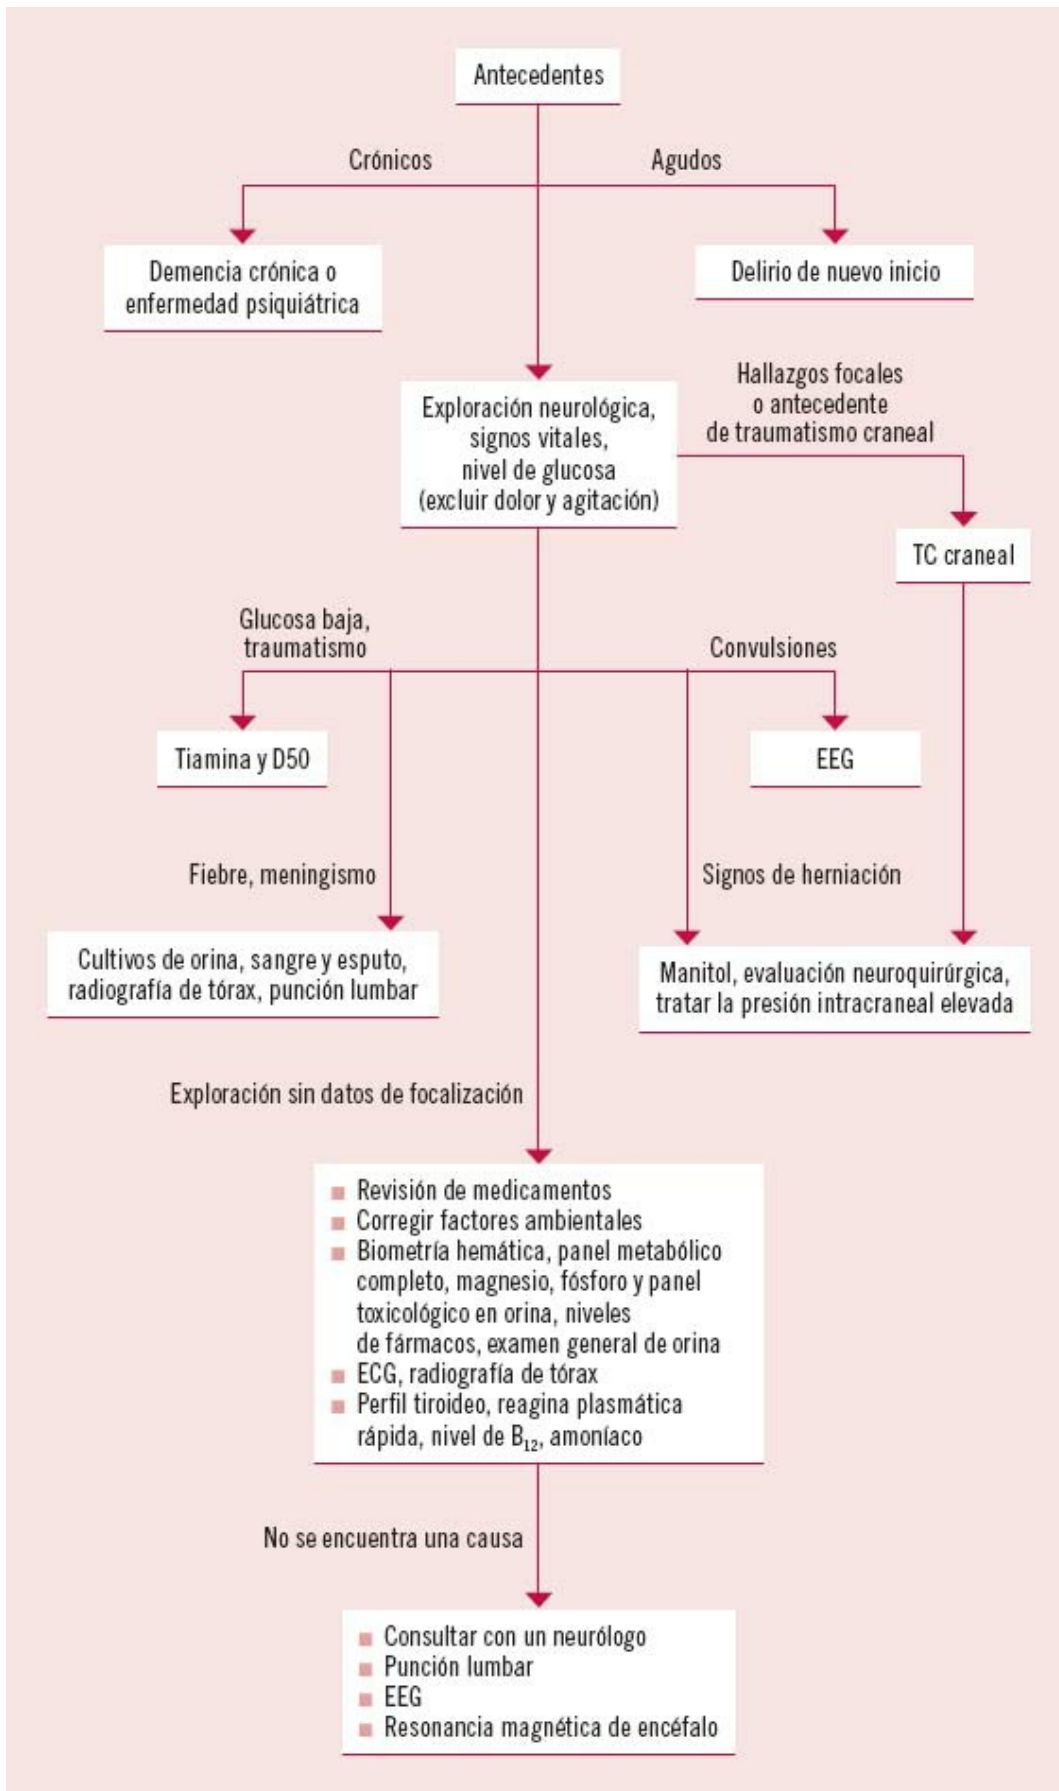 Antecedentes
Crónicos
Agudos
Demencia crónica o
enfermedad psiquiátrica
Delirio de nuevo inicio
Exploración neurológica,
signos vitales,
nivel de glucosa
(excluir dolor y agitación)
Hallazgos focales
o antecedente
de traumatismo craneal
TC craneal
Glucosa baja,
traumatismo
Convulsiones
Tiamina y D50
EEG
Fiebre, meningismo
Signos de herniación
Cultivos de orina, sangre y esputo,
radiografía de tórax, punción lumbar
Manitol, evaluación neuroquirúrgica,
tratar la presión intracraneal elevada
Exploración sin datos de focalización
■ Revisión de medicamentos
■ Corregir factores ambientales
■ Biometría hemática, panel metabólico
completo, magnesio, fósforo y panel
toxicológico en orina, niveles
de fármacos, examen general de orina
■ ECG, radiografía de tórax
■ Perfil tiroideo, reagina plasmática
rápida, nivel de B₁₂, amoníaco
No se encuentra una causa
■ Consultar con un neurólogo
■ Punción lumbar
■ EEG
■ Resonancia magnética de encéfalo